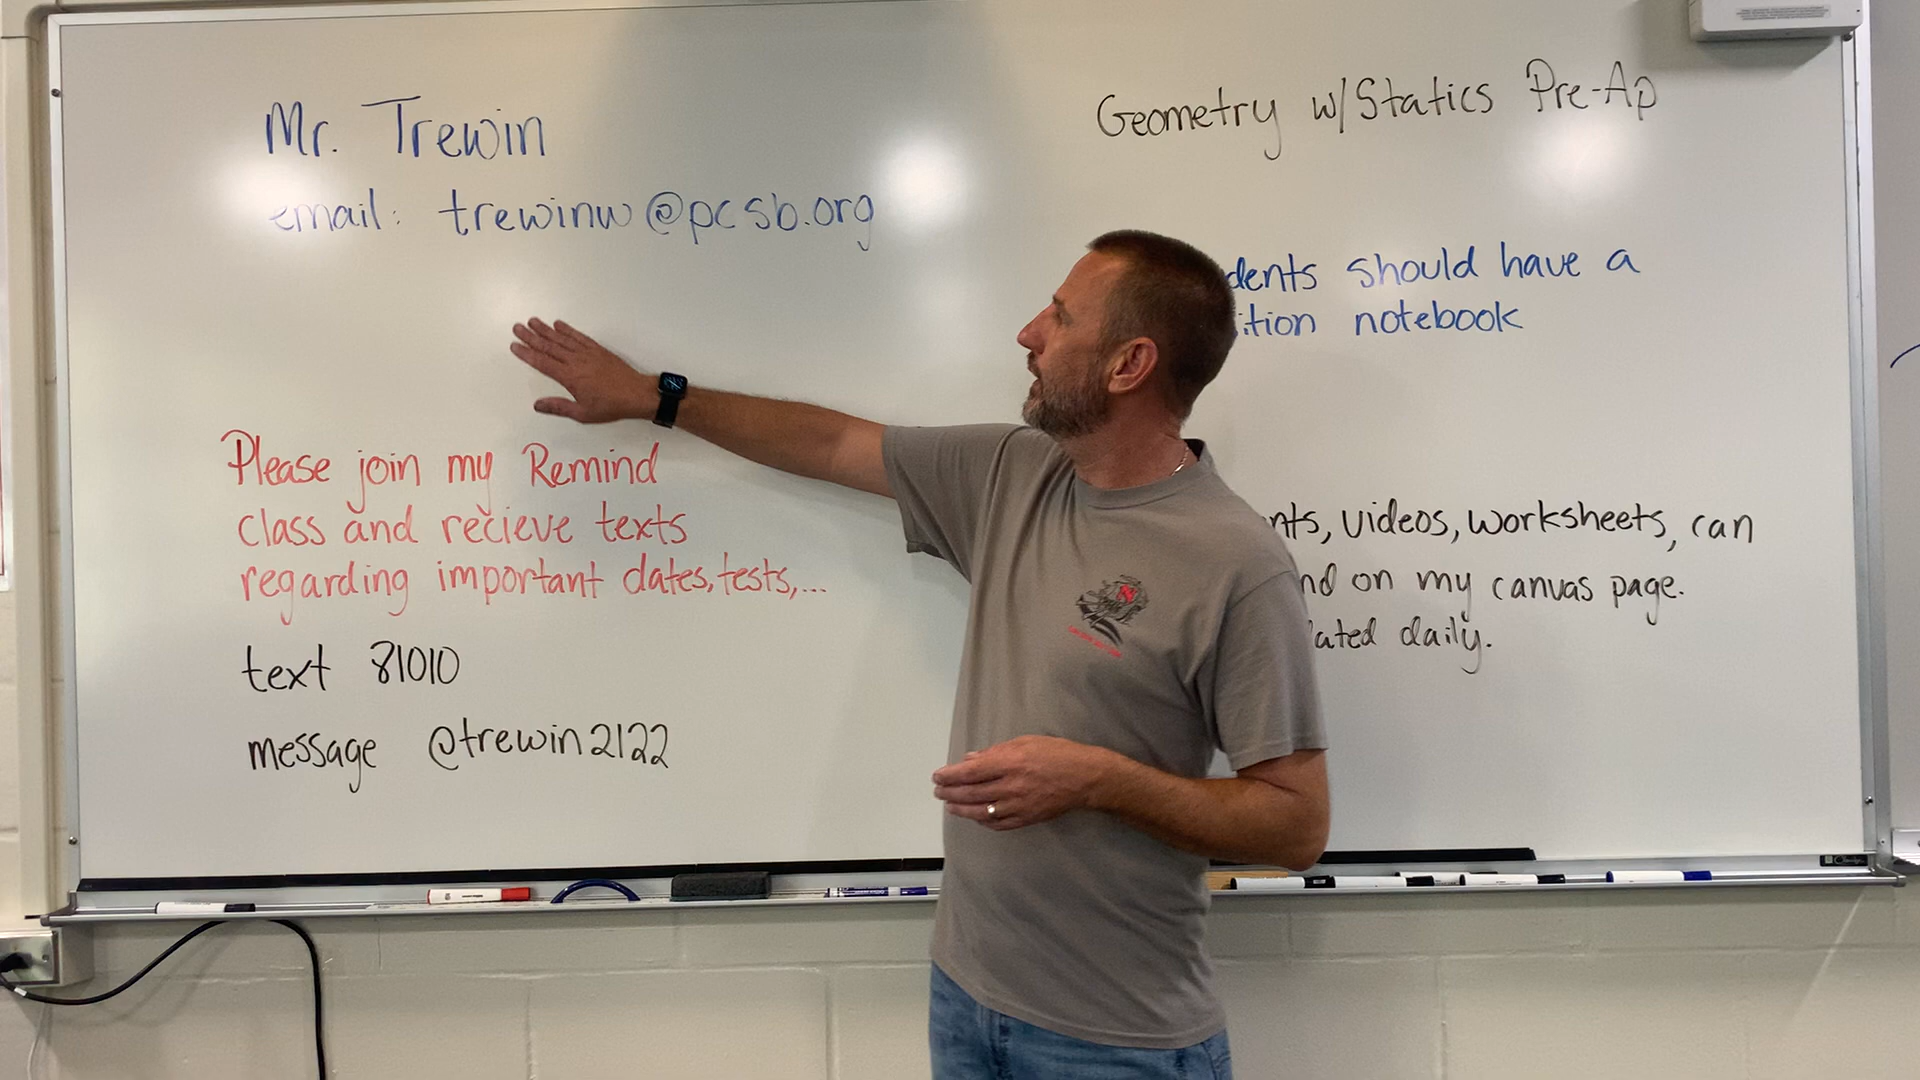 Mr. Trewin
email: trewinw@pcsb.org
Please join my Remind
class and recieve texts
regarding important dates, tests,...
text 81010
message @trewin2122
Geometry w/Statics Pre-Ap
dents should have a
ition notebook
nts, videos, worksheets, can
nd on my canvas page.
ated daily.